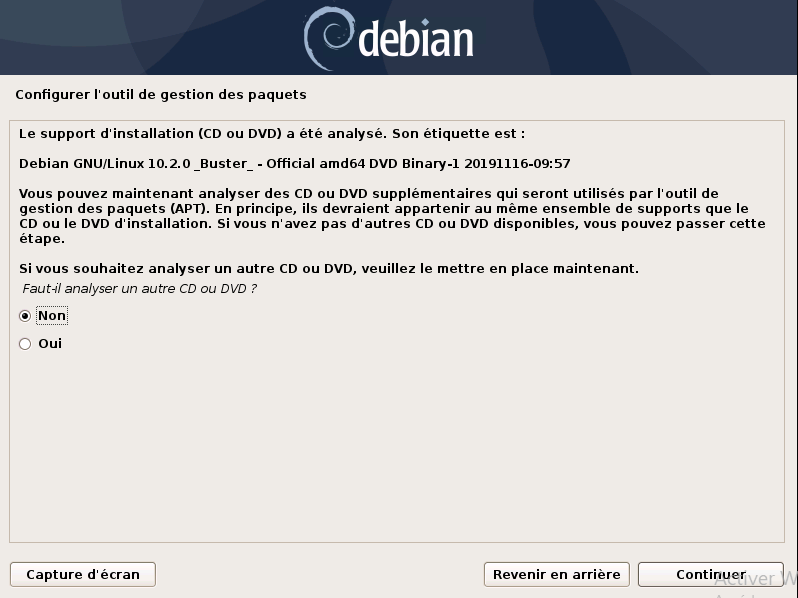 debian
Configurer l'outil de gestion des paquets
Le support d'installation (CD ou DVD) a été analysé. Son étiquette est :
Debian GNU/Linux 10.2.0 _Buster_ - Official amd64 DVD Binary-1 20191116-09:57
Vous pouvez maintenant analyser des CD ou DVD supplémentaires qui seront utilisés par l'outil de
gestion des paquets (APT). En principe, ils devraient appartenir au même ensemble de supports que le
CD ou le DVD d'installation. Si vous n'avez pas d'autres CD ou DVD disponibles, vous pouvez passer cette
étape.
Si vous souhaitez analyser un autre CD ou DVD, veuillez le mettre en place maintenant.
Faut-il analyser un autre CD ou DVD ?
Non
Oui
Capture d'écran
Revenir en arrière
Continuer
Activer W